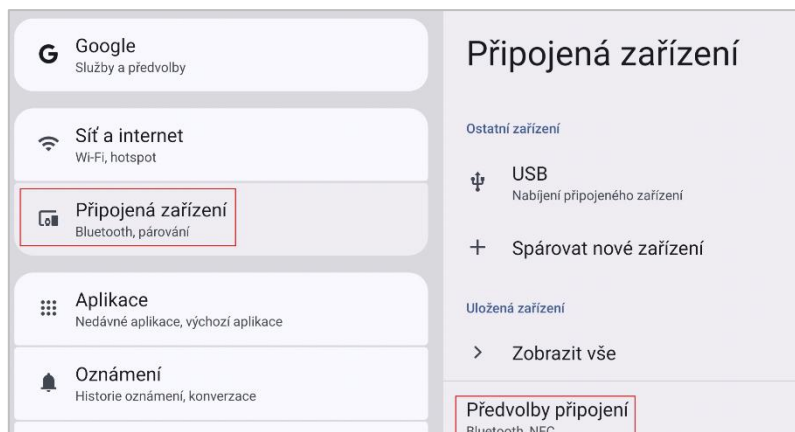 Google
Služby a předvolby
Síť a internet
Wi-Fi, hotspot
Připojená zařízení
Bluetooth, párování
Aplikace
Nedávné aplikace, výchozí aplikace
Oznámení
Historie oznámení, konverzace
Připojená zařízení
Ostatní zařízení
USB
Nabíjení připojeného zařízení
Spárovat nové zařízení
Uložená zařízení
Zobrazit vše
Předvolby připojení
Bluetooth, NFC